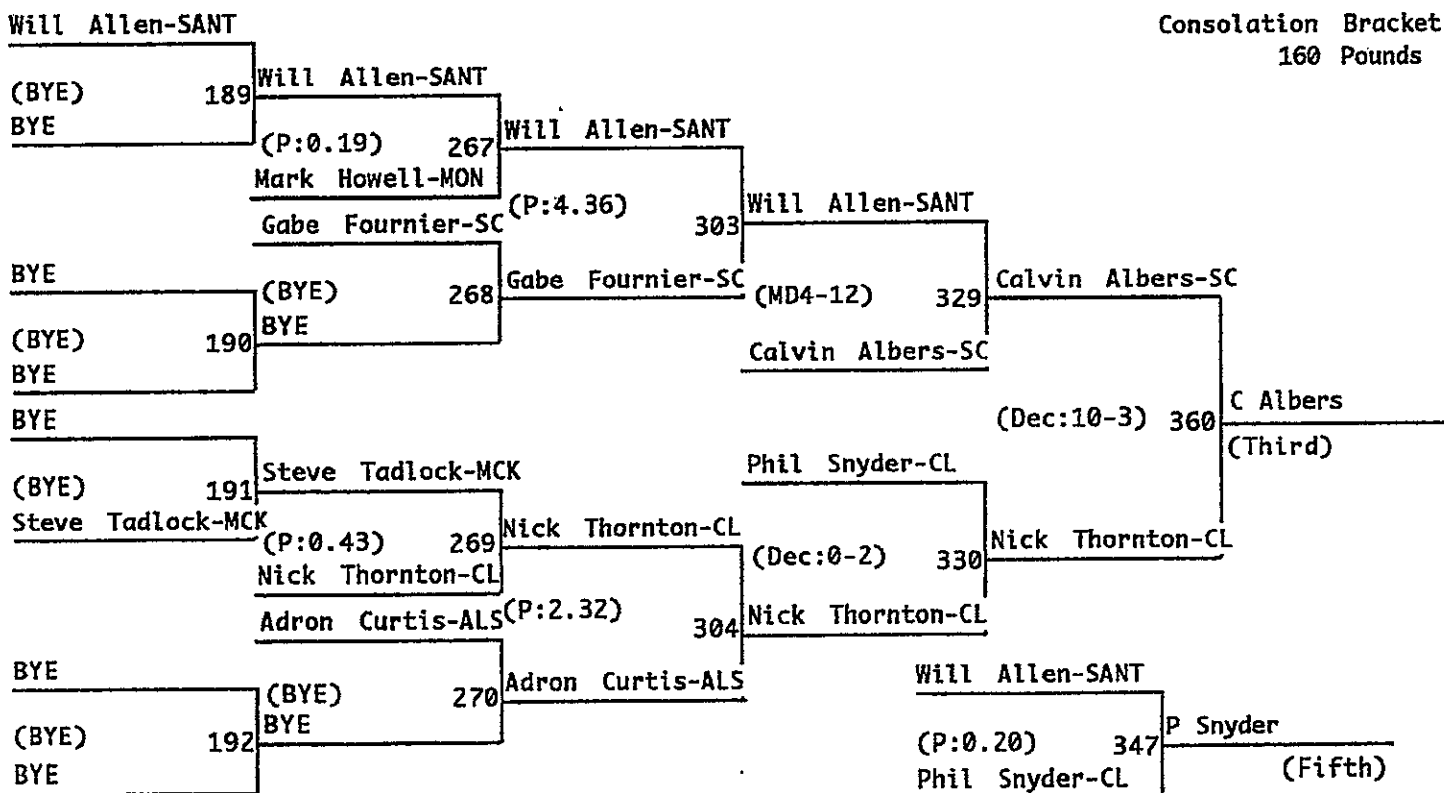 Will Allen-SANT
Consolation Bracket
160 Pounds
(BYE) 189 Will Allen-SANT
BYE
(P:0.19) 267 Will Allen-SANT
Mark Howell-MON
(P:4.36) 303 Will Allen-SANT
Gabe Fournier-SC
BYE
(BYE) 268 Gabe Fournier-SC
(MD4-12) 329 Calvin Albers-SC
(BYE) 190 BYE
BYE
Calvin Albers-SC
BYE
(Dec:10-3) 360 C Albers
(Third)
(BYE) 191 Steve Tadlock-MCK
Phil Snyder-CL
Steve Tadlock-MCK
(P:0.43) 269 Nick Thornton-CL
(Dec:0-2) 330 Nick Thornton-CL
Nick Thornton-CL
(P:2.32) 304 Nick Thornton-CL
Adron Curtis-ALS
BYE
(BYE) 270 Adron Curtis-ALS
Will Allen-SANT
(BYE) 192 BYE
BYE
(P:0.20) 347 P Snyder
(Fifth)
Phil Snyder-CL